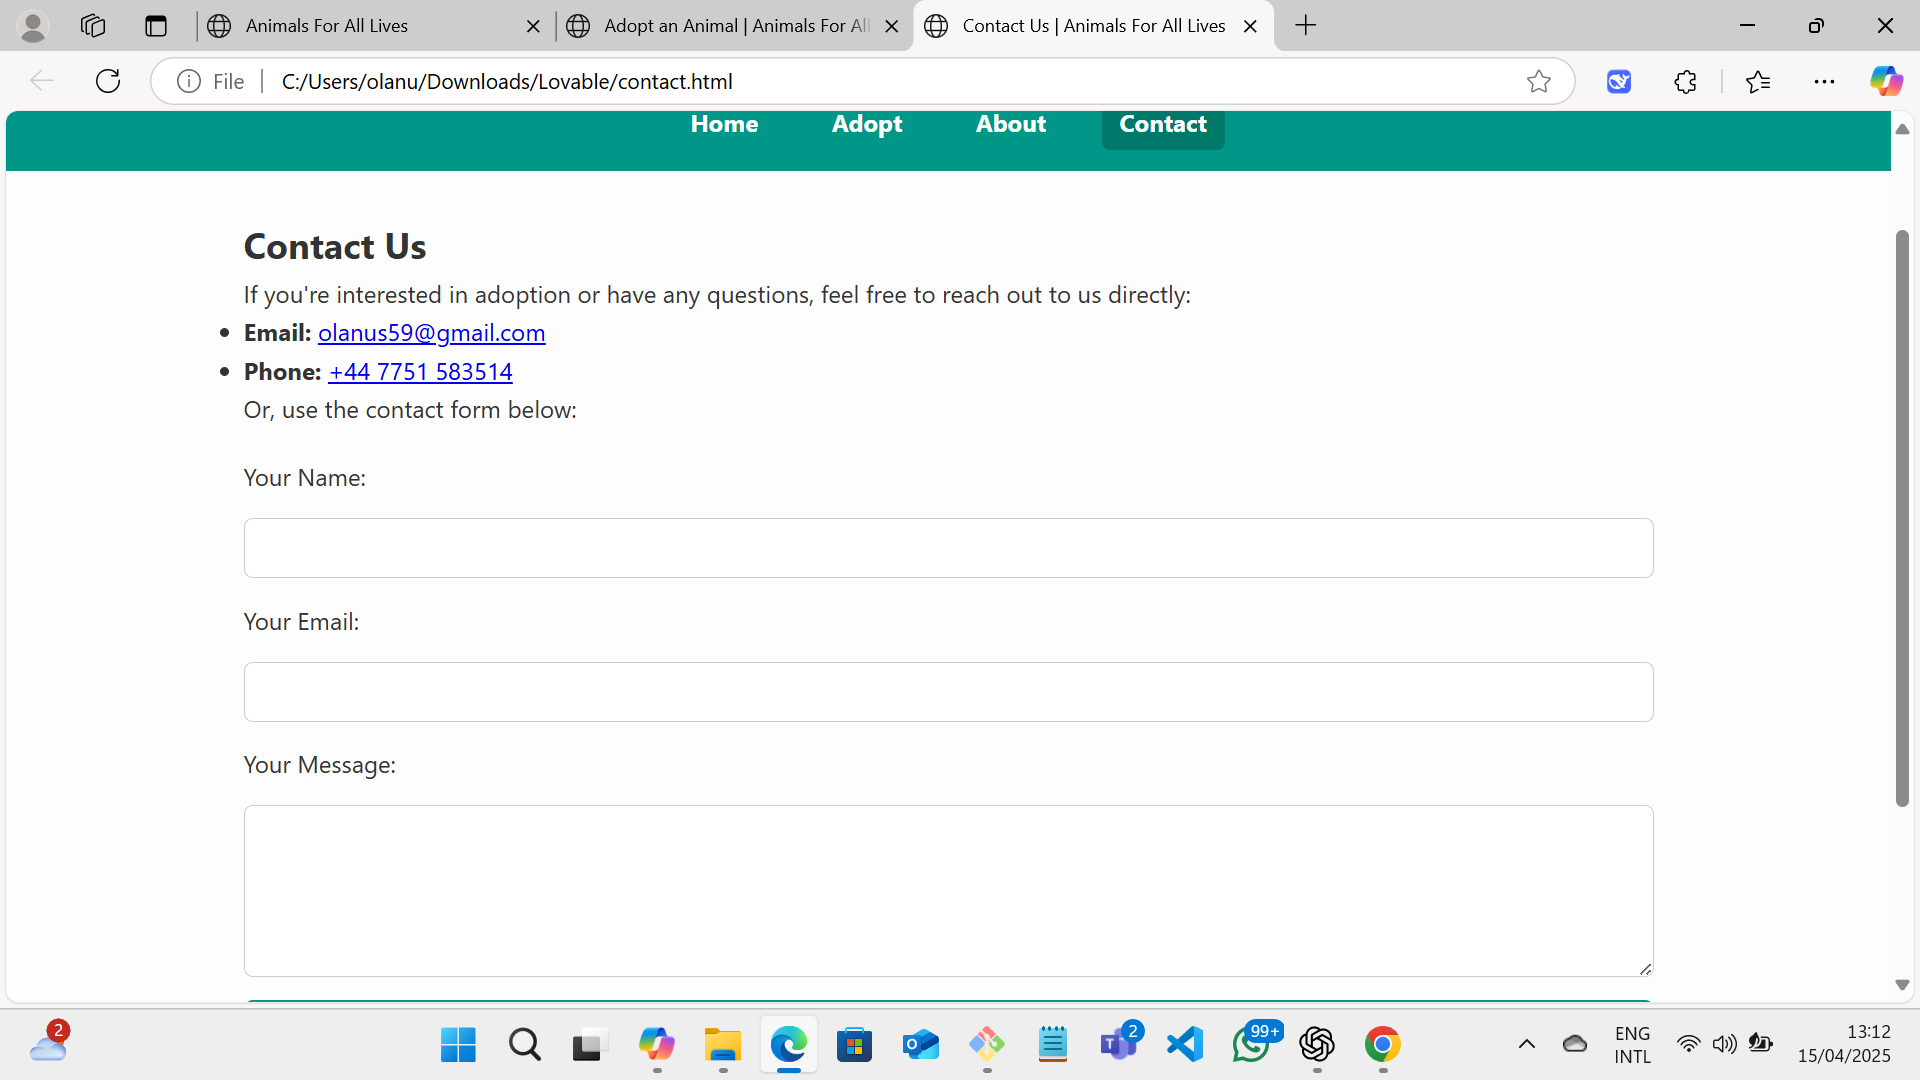 Animals For All Lives
Adopt an Animal | Animals For All
Contact Us | Animals For All Lives
File
C:/Users/olanu/Downloads/Lovable/contact.html
Home
Adopt
About
Contact
Contact Us
If you're interested in adoption or have any questions, feel free to reach out to us directly:
Email: olanus59@gmail.com
Phone: +44 7751 583514
Or, use the contact form below:
Your Name:
Your Email:
Your Message:
2
2
99+
ENG
INTL
13:12
15/04/2025